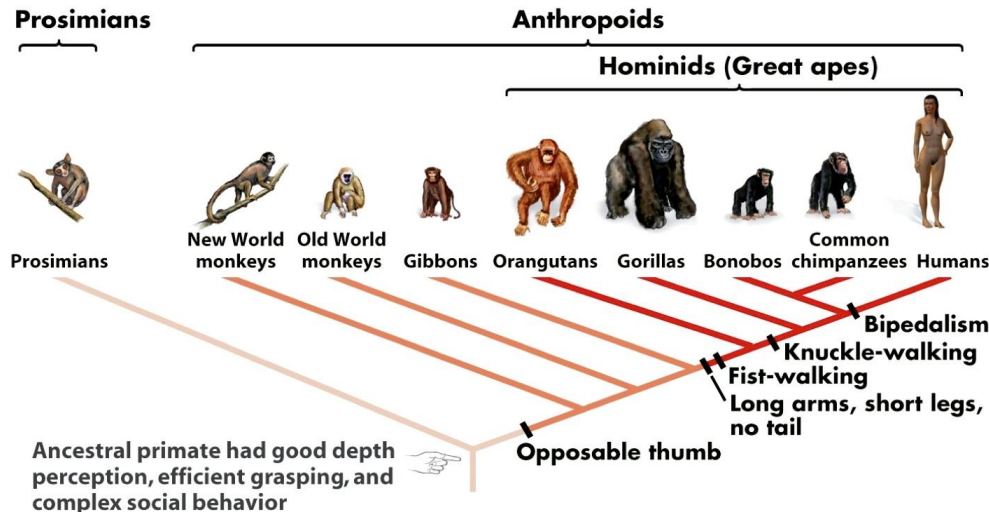 Prosimians
Anthropoids
Hominids (Great apes)
Prosimians
New World
monkeys
Old World
monkeys
Gibbons
Orangutans
Gorillas
Bonobos
Common
chimpanzees
Humans
Bipedalism
Knuckle-walking
Fist-walking
Long arms, short legs,
no tail
Opposable thumb
Ancestral primate had good depth
perception, efficient grasping, and
complex social behavior